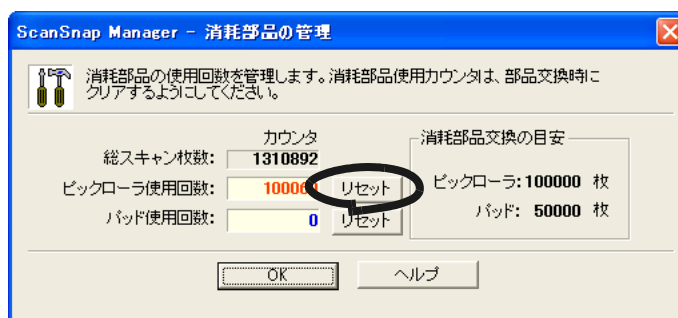 ScanSnap Manager - 消耗部品の管理
消耗部品の使用回数を管理します。消耗部品使用カウンタは、部品交換時に
クリアするようにしてください。
カウンタ
総スキャン枚数: 1310892
ピックローラ使用回数: リセット
パッド使用回数: 0 リセット
消耗部品交換の目安
ピックローラ: 100000 枚
パッド: 50000 枚
OK ヘルプ